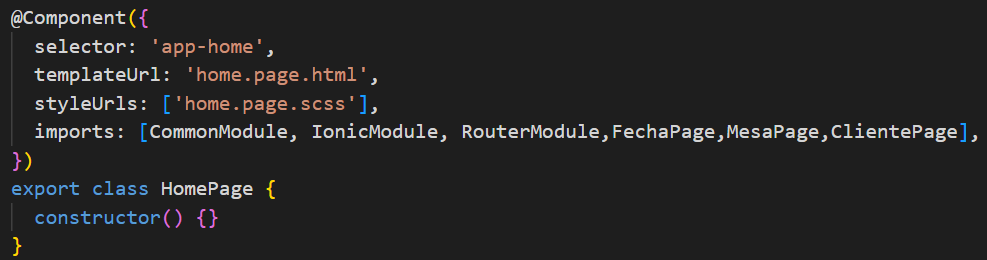 @Component({
  selector: 'app-home',
  templateUrl: 'home.page.html',
  styleUrls: ['home.page.scss'],
  imports: [CommonModule, IonicModule, RouterModule,FechaPage,MesaPage,ClientePage],
})
export class HomePage {
  constructor() {}
}